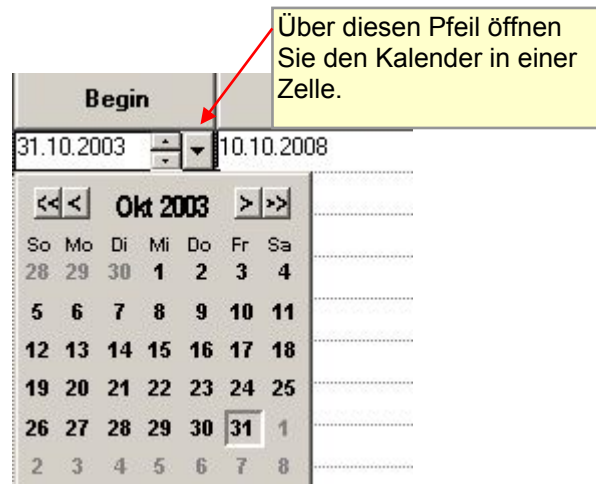 Über diesen Pfeil öffnen
Sie den Kalender in einer
Zelle.
Begin
31.10.2003 10.10.2008
<< < Okt 2003 > >>
So Mo Di Mi Do Fr Sa
28 29 30 1 2 3 4
5 6 7 8 9 10 11
12 13 14 15 16 17 18
19 20 21 22 23 24 25
26 27 28 29 30 31 1
2 3 4 5 6 7 8